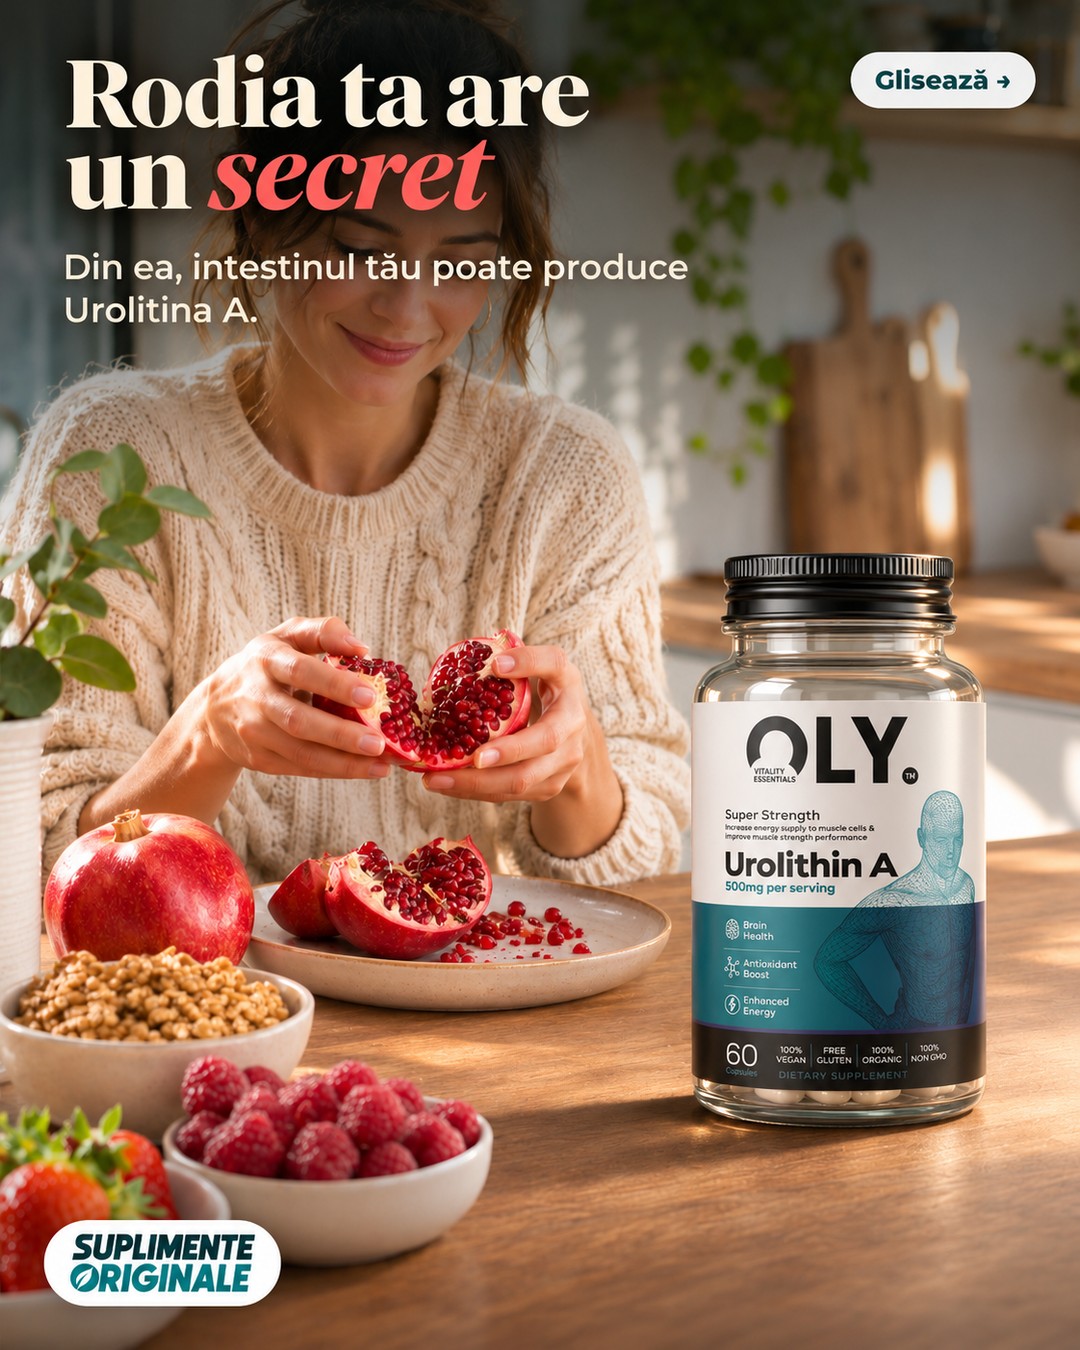 Rodia ta are
un secret
Glisează →
Din ea, intestinul tău poate produce
Urolitina A.
OLY.
TM
VITALITY
ESSENTIALS
Super Strength
Increase energy supply to muscle cells &
improve muscle strength performance
Urolithin A
500mg per serving
Brain
Health
Antioxidant
Boost
Enhanced
Energy
60
Capsules
100%
VEGAN
FREE
GLUTEN
100%
ORGANIC
100%
NON GMO
DIETARY SUPPLEMENT
SUPLIMENTE
ORIGINALE